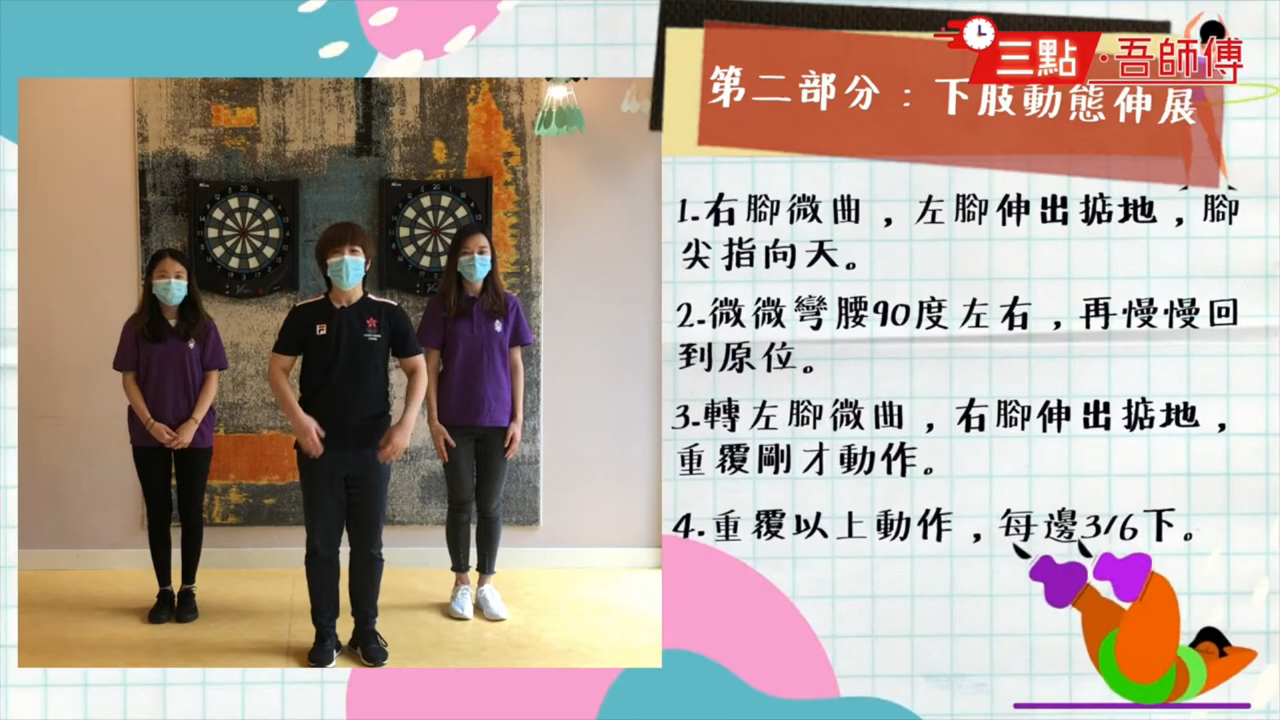 三點·吾師傅
第二部分：下肢動態伸展
1.右腳微曲，左腳伸出掂地，腳
尖指向天。
2.微微彎腰90度左右，再慢慢回
到原位。
3.轉左腳微曲，右腳伸出掂地，
重覆剛才動作。
4.重覆以上動作，每邊3/6下。